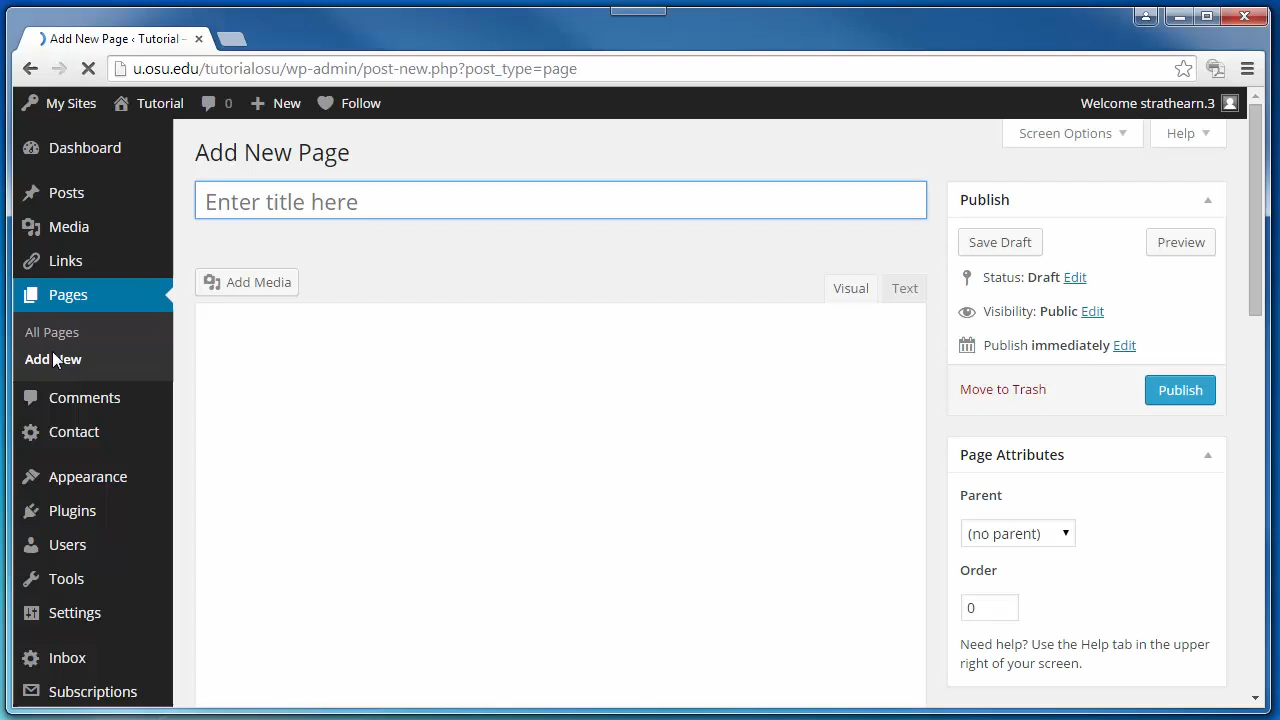 Add New Page ‹ Tutorial –
u.osu.edu/tutorialosu/wp-admin/post-new.php?post_type=page
My Sites Tutorial 0 New Follow Welcome strathearn.3
Screen Options Help
Dashboard
Posts
Media
Links
Pages
All Pages
Add New
Comments
Contact
Appearance
Plugins
Users
Tools
Settings
Inbox
Subscriptions
Add New Page
Enter title here
Add Media
Visual Text
Publish
Save Draft Preview
Status: Draft Edit
Visibility: Public Edit
Publish immediately Edit
Move to Trash Publish
Page Attributes
Parent
(no parent)
Order
0
Need help? Use the Help tab in the upper
right of your screen.